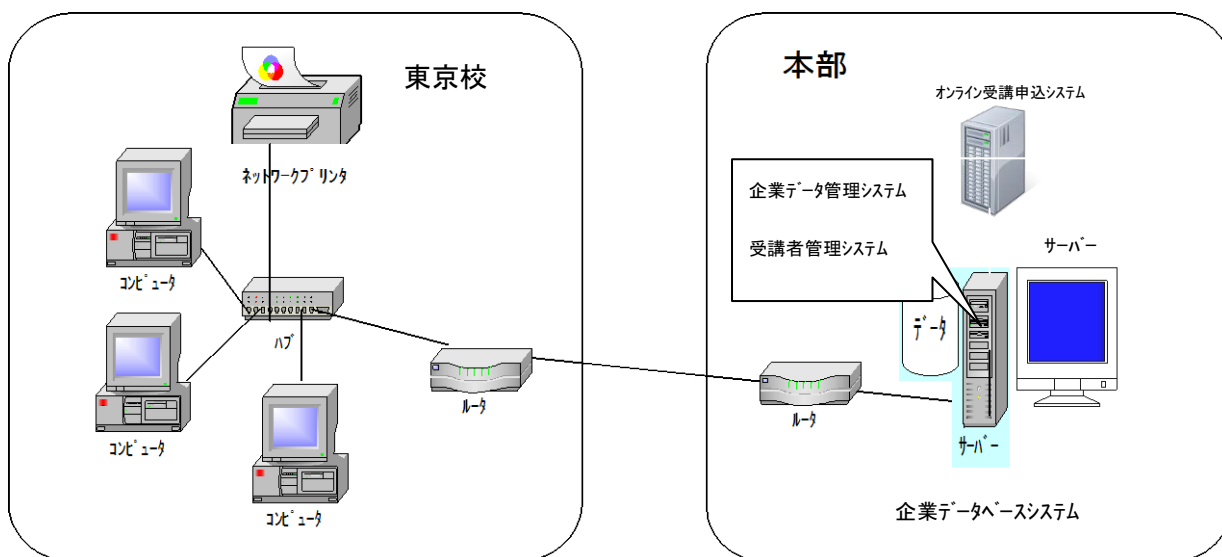 東京校
ネットワークプリンタ
コンピュータ
ハブ
コンピュータ
コンピュータ
ルータ
本部
オンライン受講申込システム
企業データ管理システム
受講者管理システム
サーバー
データ
ルータ
サーバー
企業データベースシステム